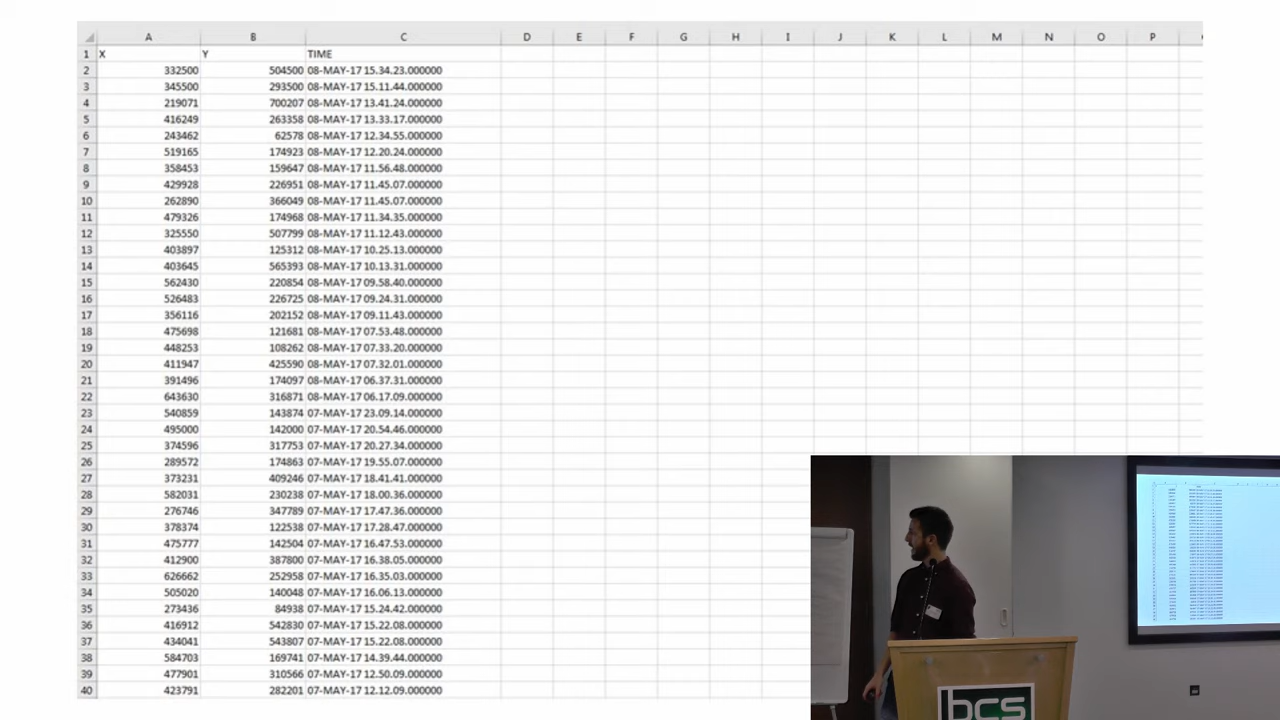 A B C D E F G H I J K L M N O P
1 X Y TIME
2 332500 504500 08-MAY-17 15.34.23.000000
3 345500 293500 08-MAY-17 15.11.44.000000
4 219071 700207 08-MAY-17 13.41.24.000000
5 416249 263358 08-MAY-17 13.33.17.000000
6 243462 62578 08-MAY-17 12.34.55.000000
7 519165 174923 08-MAY-17 12.20.24.000000
8 358453 159647 08-MAY-17 11.56.48.000000
9 429928 226951 08-MAY-17 11.45.07.000000
10 262890 366049 08-MAY-17 11.45.07.000000
11 479326 174968 08-MAY-17 11.34.35.000000
12 325550 507799 08-MAY-17 11.12.43.000000
13 403897 125312 08-MAY-17 10.25.13.000000
14 403645 565393 08-MAY-17 10.13.31.000000
15 562430 220854 08-MAY-17 09.58.40.000000
16 526483 226725 08-MAY-17 09.24.31.000000
17 356116 202152 08-MAY-17 09.11.43.000000
18 475698 121681 08-MAY-17 07.53.48.000000
19 448253 108262 08-MAY-17 07.33.20.000000
20 411947 425590 08-MAY-17 07.32.01.000000
21 391496 174097 08-MAY-17 06.37.31.000000
22 643630 316871 08-MAY-17 06.17.09.000000
23 540859 143874 07-MAY-17 23.09.14.000000
24 495000 142000 07-MAY-17 20.54.46.000000
25 374596 317753 07-MAY-17 20.27.34.000000
26 289572 174863 07-MAY-17 19.55.07.000000
27 373231 409246 07-MAY-17 18.41.41.000000
28 582031 230238 07-MAY-17 18.00.36.000000
29 276746 347789 07-MAY-17 17.47.36.000000
30 378374 122538 07-MAY-17 17.28.47.000000
31 475777 142504 07-MAY-17 16.47.53.000000
32 412900 387800 07-MAY-17 16.38.50.000000
33 626662 252958 07-MAY-17 16.35.03.000000
34 505020 140040 07-MAY-17 16.03.11.000000
35 273436 84938 07-MAY-17 15.24.42.000000
36 416912 542830 07-MAY-17 15.22.08.000000
37 434041 543807 07-MAY-17 15.22.08.000000
38 584703 169741 07-MAY-17 14.39.44.000000
39 477901 310566 07-MAY-17 12.50.09.000000
40 423791 282201 07-MAY-17 12.12.09.000000
bcs